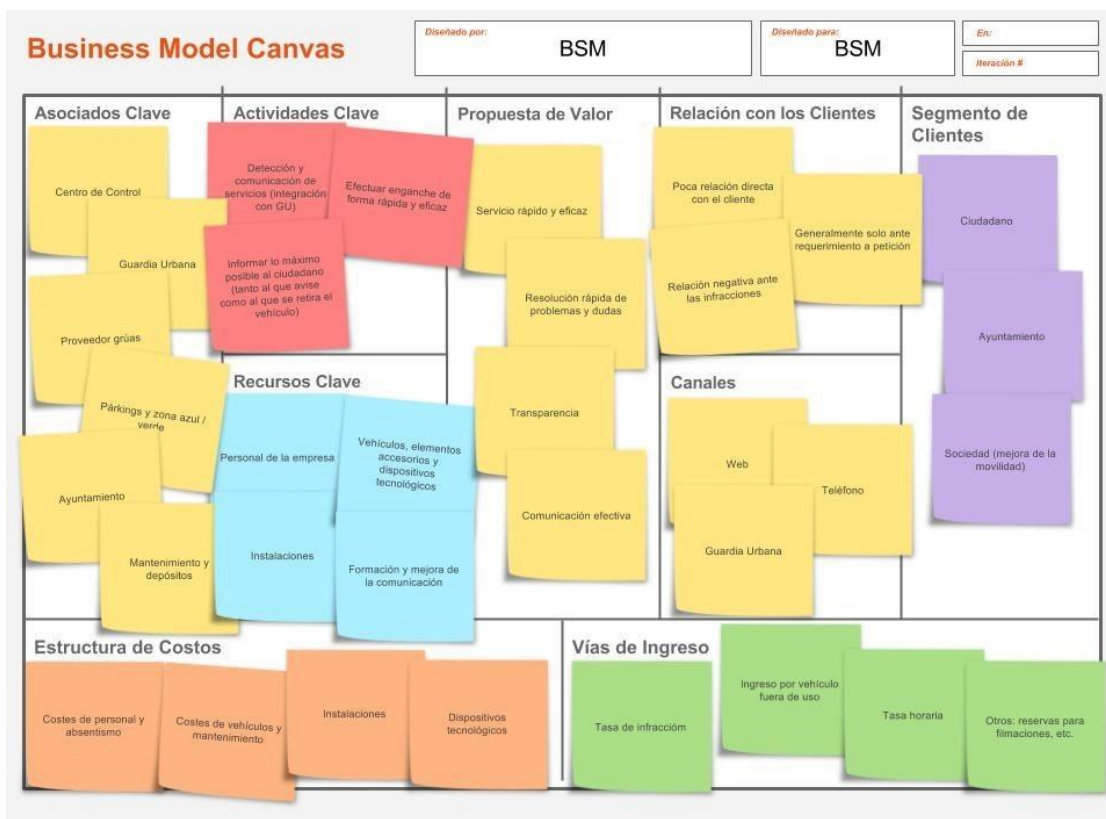 Business Model Canvas
Diseñado por:
BSM
Diseñado para:
BSM
En:
Iteración #
Asociados Clave
Centro de Control
Guardia Urbana
Proveedor grúas
Párkings y zona azul /
verde
Ayuntamiento
Mantenimiento y
depósitos
Actividades Clave
Detección y
comunicación de
servicios (integración
con GU)
Efectuar enganche de
forma rápida y eficaz
Informar lo máximo
posible al ciudadano
(tanto al que avise
como al que se retira el
vehículo)
Recursos Clave
Personal de la empresa
Vehículos, elementos
accesorios y
dispositivos
tecnológicos
Instalaciones
Formación y mejora de
la comunicación
Propuesta de Valor
Servicio rápido y eficaz
Resolución rápida de
problemas y dudas
Transparencia
Comunicación efectiva
Relación con los Clientes
Poca relación directa
con el cliente
Generalmente solo ante
requerimiento a petición
Relación negativa ante
las infracciones
Canales
Web
Teléfono
Guardia Urbana
Segmento de
Clientes
Ciudadano
Ayuntamiento
Sociedad (mejora de la
movilidad)
Estructura de Costos
Costes de personal y
absentismo
Costes de vehículos y
mantenimiento
Instalaciones
Dispositivos
tecnológicos
Vías de Ingreso
Tasa de infraccióm
Ingreso por vehículo
fuera de uso
Tasa horaria
Otros: reservas para
filmaciones, etc.